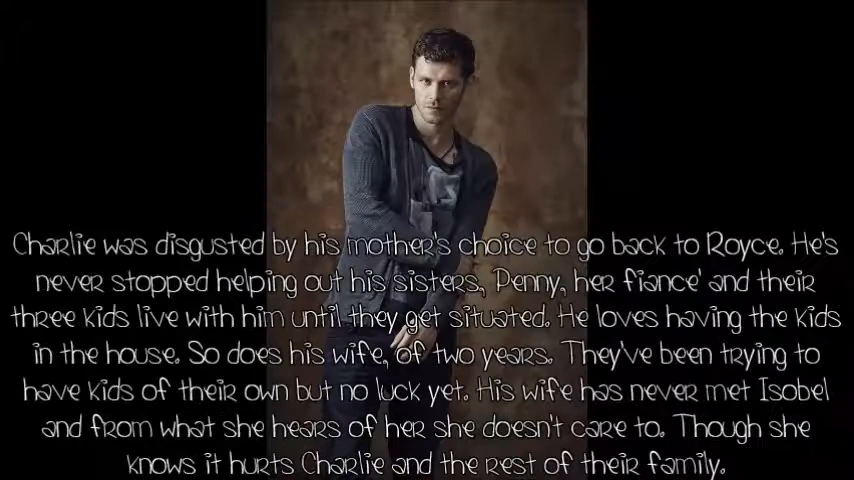 Charlie was disgusted by his mother's choice to go back to Royce. He's
never stopped helping out his sisters, Penny, her fiance' and their
three kids live with him until they get situated. He loves having the kids
in the house. So does his wife, of two years. They've been trying to
have kids of their own but no luck yet. His wife has never met Isobel
and from what she hears of her she doesn't care to. Though she
knows it hurts Charlie and the rest of their family.